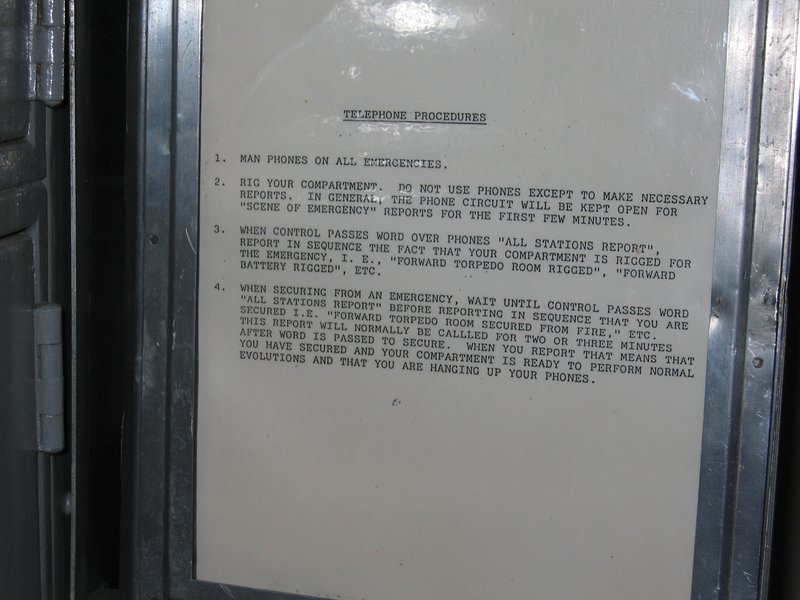 TELEPHONE PROCEDURES
1. MAN PHONES ON ALL EMERGENCIES.
2. RIG YOUR COMPARTMENT. DO NOT USE PHONES EXCEPT TO MAKE NECESSARY
REPORTS. IN GENERAL, THE PHONE CIRCUIT WILL BE KEPT OPEN FOR
"SCENE OF EMERGENCY" REPORTS FOR THE FIRST FEW MINUTES.
3. WHEN CONTROL PASSES WORD OVER PHONES "ALL STATIONS REPORT",
REPORT IN SEQUENCE THE FACT THAT YOUR COMPARTMENT IS RIGGED FOR
THE EMERGENCY, I. E., "FORWARD TORPEDO ROOM RIGGED", "FORWARD
BATTERY RIGGED", ETC.
4. WHEN SECURING FROM AN EMERGENCY, WAIT UNTIL CONTROL PASSES WORD
"ALL STATIONS REPORT" BEFORE REPORTING IN SEQUENCE THAT YOU ARE
SECURED I.E. "FORWARD TORPEDO ROOM SECURED FROM FIRE," ETC.
THIS REPORT WILL NORMALLY BE CALLLED FOR TWO OR THREE MINUTES
AFTER WORD IS PASSED TO SECURE. WHEN YOU REPORT THAT MEANS THAT
YOU HAVE SECURED AND YOUR COMPARTMENT IS READY TO PERFORM NORMAL
EVOLUTIONS AND THAT YOU ARE HANGING UP YOUR PHONES.